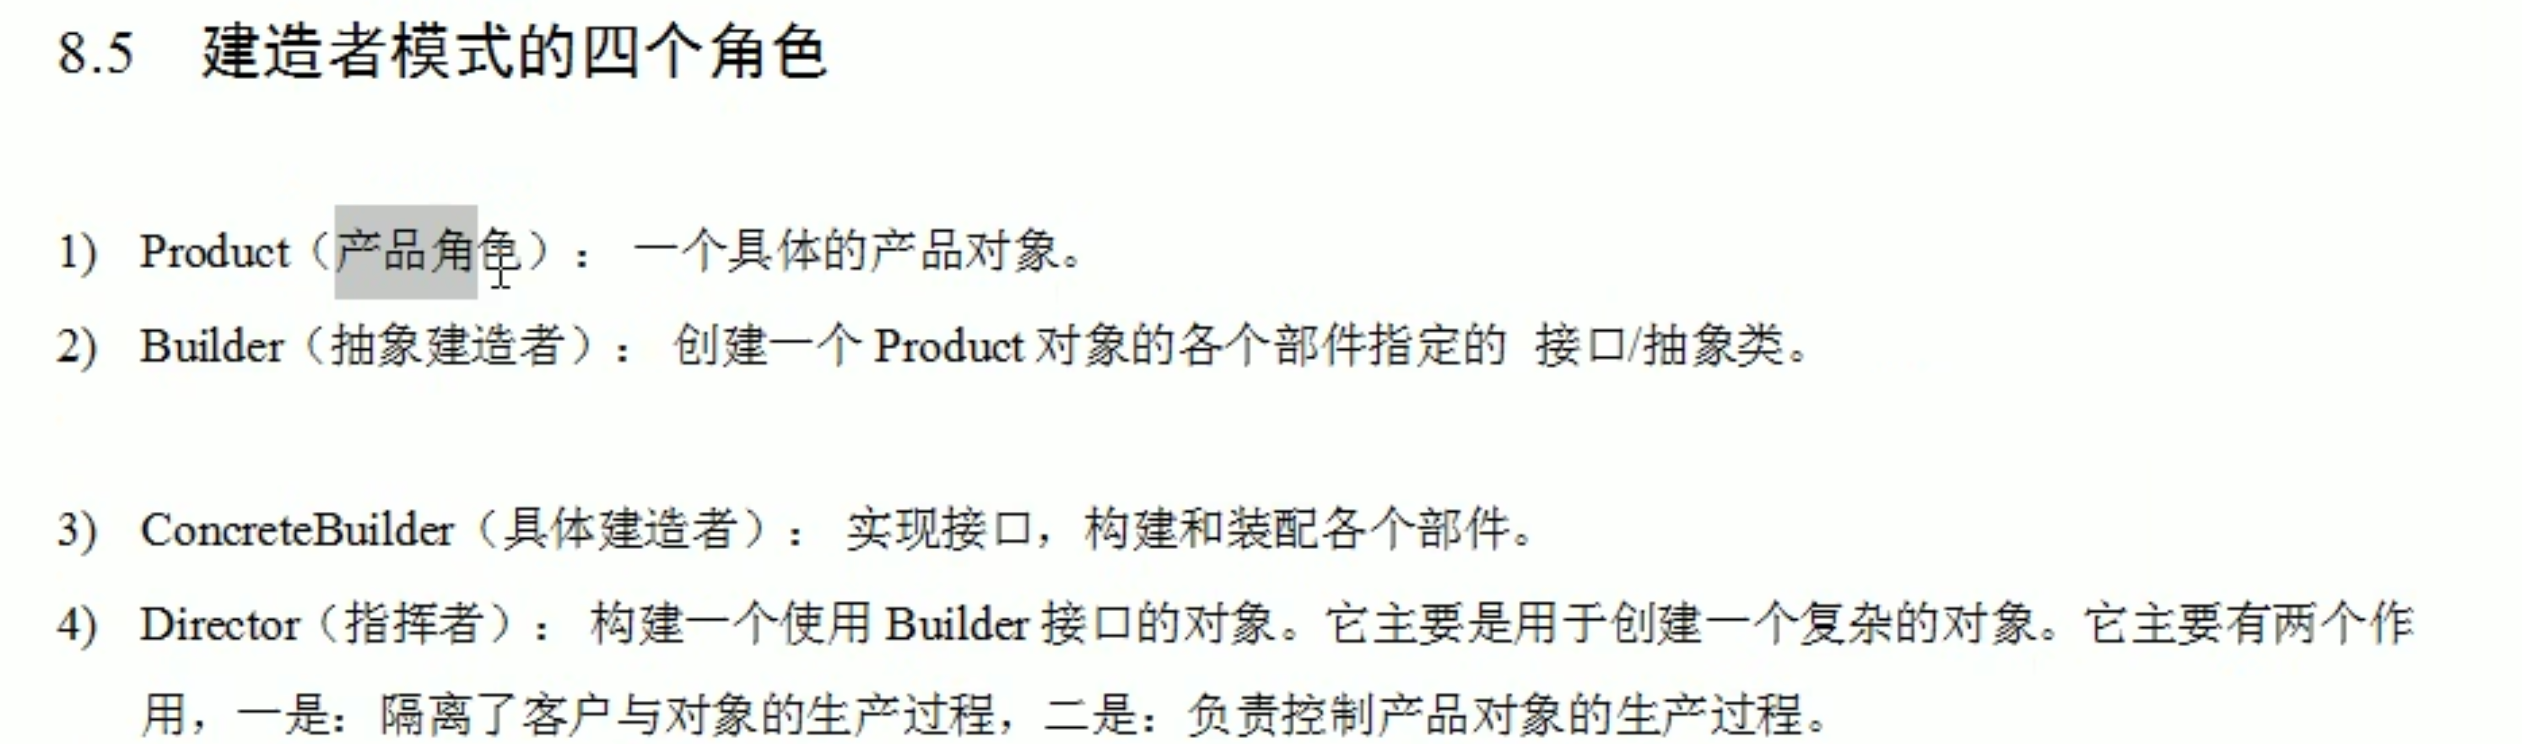 8.5 建造者模式的四个角色
1) Product（产品角色）： 一个具体的产品对象。
2) Builder（抽象建造者）： 创建一个 Product 对象的各个部件指定的 接口/抽象类。
3) ConcreteBuilder（具体建造者）： 实现接口，构建和装配各个部件。
4) Director（指挥者）： 构建一个使用 Builder 接口的对象。它主要是用于创建一个复杂的对象。它主要有两个作
用，一是：隔离了客户与对象的生产过程，二是：负责控制产品对象的生产过程。